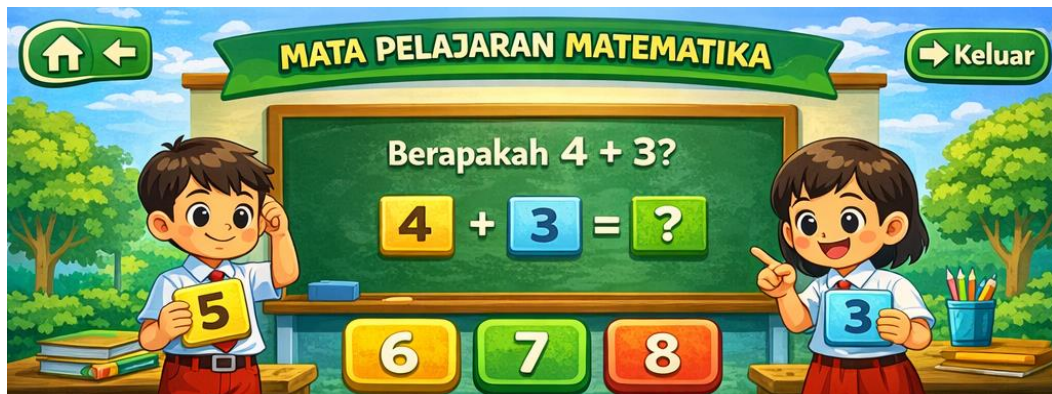 MATA PELAJARAN MATEMATIKA
Keluar
Berapakah 4 + 3?
4 + 3 = ?
5
3
6
7
8